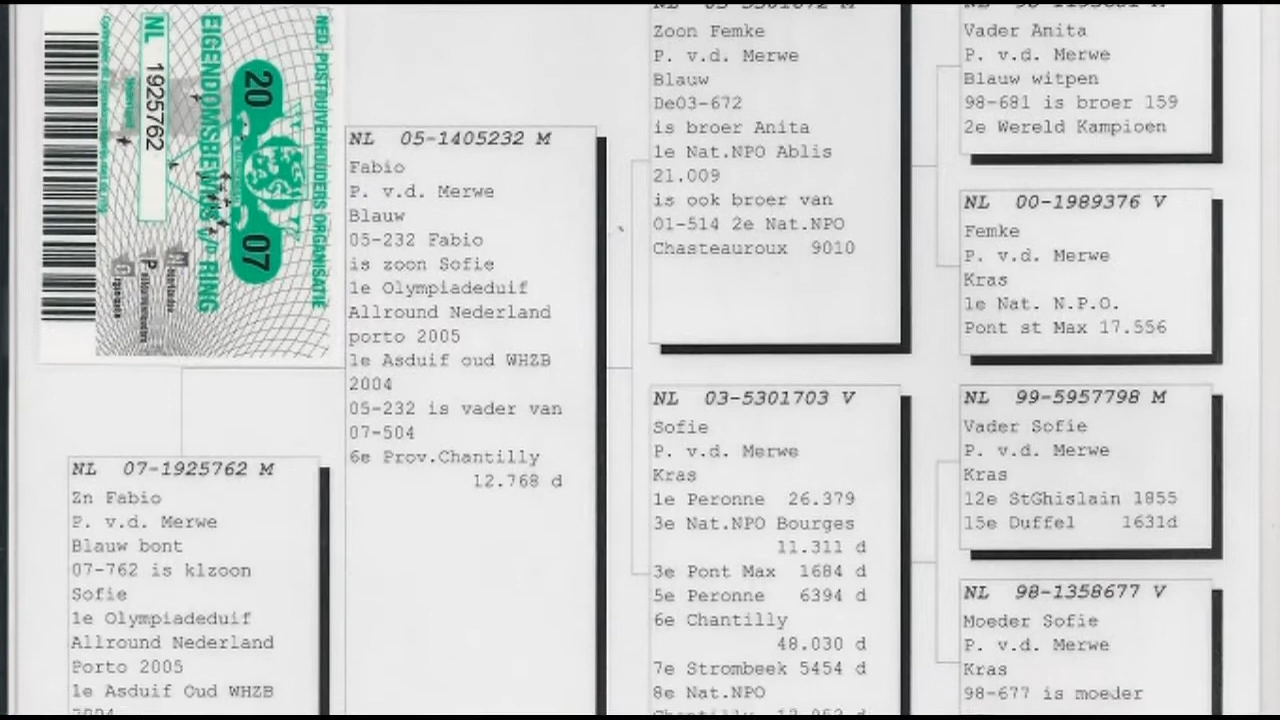 NED. POSTDUIVENHOUDERS ORGANISATIE
20 07
EIGENDOMSBEWIJS v/d RING
NL 1925762
NL 05-1405232 M
Fabio
P. v.d. Merwe
Blauw
05-232 Fabio
is zoon Sofie
1e Olympiadeduif
Allround Nederland
porto 2005
1e Asduif oud WHZB
2004
05-232 is vader van
07-504
6e Prov.Chantilly
12.768 d
NL 07-1925762 M
Zn Fabio
P. v.d. Merwe
Blauw bont
07-762 is klzoon
Sofie
1e Olympiadeduif
Allround Nederland
Porto 2005
1e Asduif Oud WHZB
2004
Zoon Femke
P. v.d. Merwe
Blauw
De03-672
is broer Anita
1e Nat.NPO Ablis
21.009
is ook broer van
01-514 2e Nat.NPO
Chasteauroux 9010
NL 03-5301703 V
Sofie
P. v.d. Merwe
Kras
1e Peronne 26.379
3e Nat.NPO Bourges
11.311 d
3e Pont Max 1684 d
5e Peronne 6394 d
6e Chantilly
48.030 d
7e Strombeek 5454 d
8e Nat.NPO
Vader Anita
P. v.d. Merwe
Blauw witpen
98-681 is broer 159
2e Wereld Kampioen
NL 00-1989376 V
Femke
P. v.d. Merwe
Kras
1e Nat. N.P.O.
Pont st Max 17.556
NL 99-5957798 M
Vader Sofie
P. v.d. Merwe
Kras
12e StGhislain 1855
15e Duffel 1631d
NL 98-1358677 V
Moeder Sofie
P. v.d. Merwe
Kras
98-677 is moeder